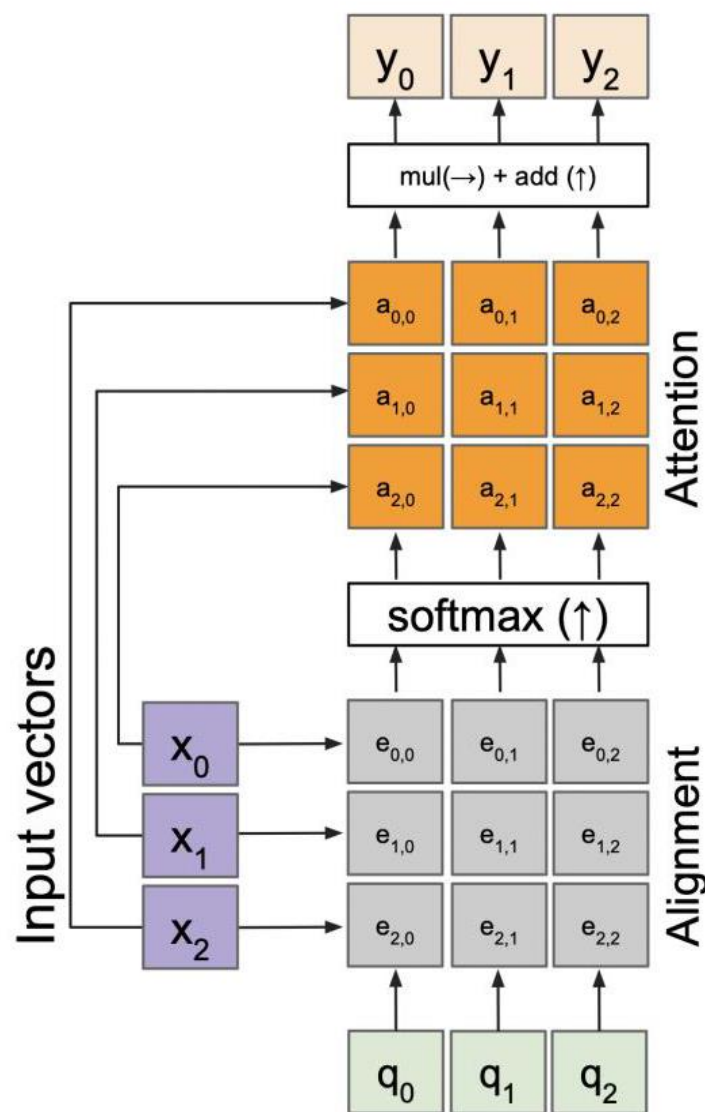 y0 y1 y2
mul(→) + add (↑)
a0,0 a0,1 a0,2
a1,0 a1,1 a1,2
a2,0 a2,1 a2,2
Attention
softmax (↑)
Input vectors
x0 e0,0 e0,1 e0,2
x1 e1,0 e1,1 e1,2
x2 e2,0 e2,1 e2,2
Alignment
q0 q1 q2